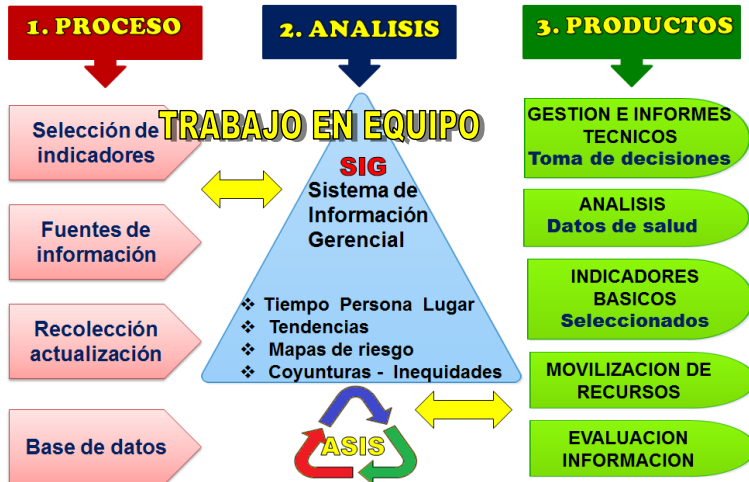 1. PROCESO
2. ANALISIS
3. PRODUCTOS
TRABAJO EN EQUIPO
Selección de
indicadores
Fuentes de
información
Recolección
actualización
Base de datos
SIG
Sistema de
Información
Gerencial
❖ Tiempo Persona Lugar
❖ Tendencias
❖ Mapas de riesgo
❖ Coyunturas - Inequidades
ASIS
GESTION E INFORMES
TECNICOS
Toma de decisiones
ANALISIS
Datos de salud
INDICADORES
BASICOS
Seleccionados
MOVILIZACION DE
RECURSOS
EVALUACION
INFORMACION